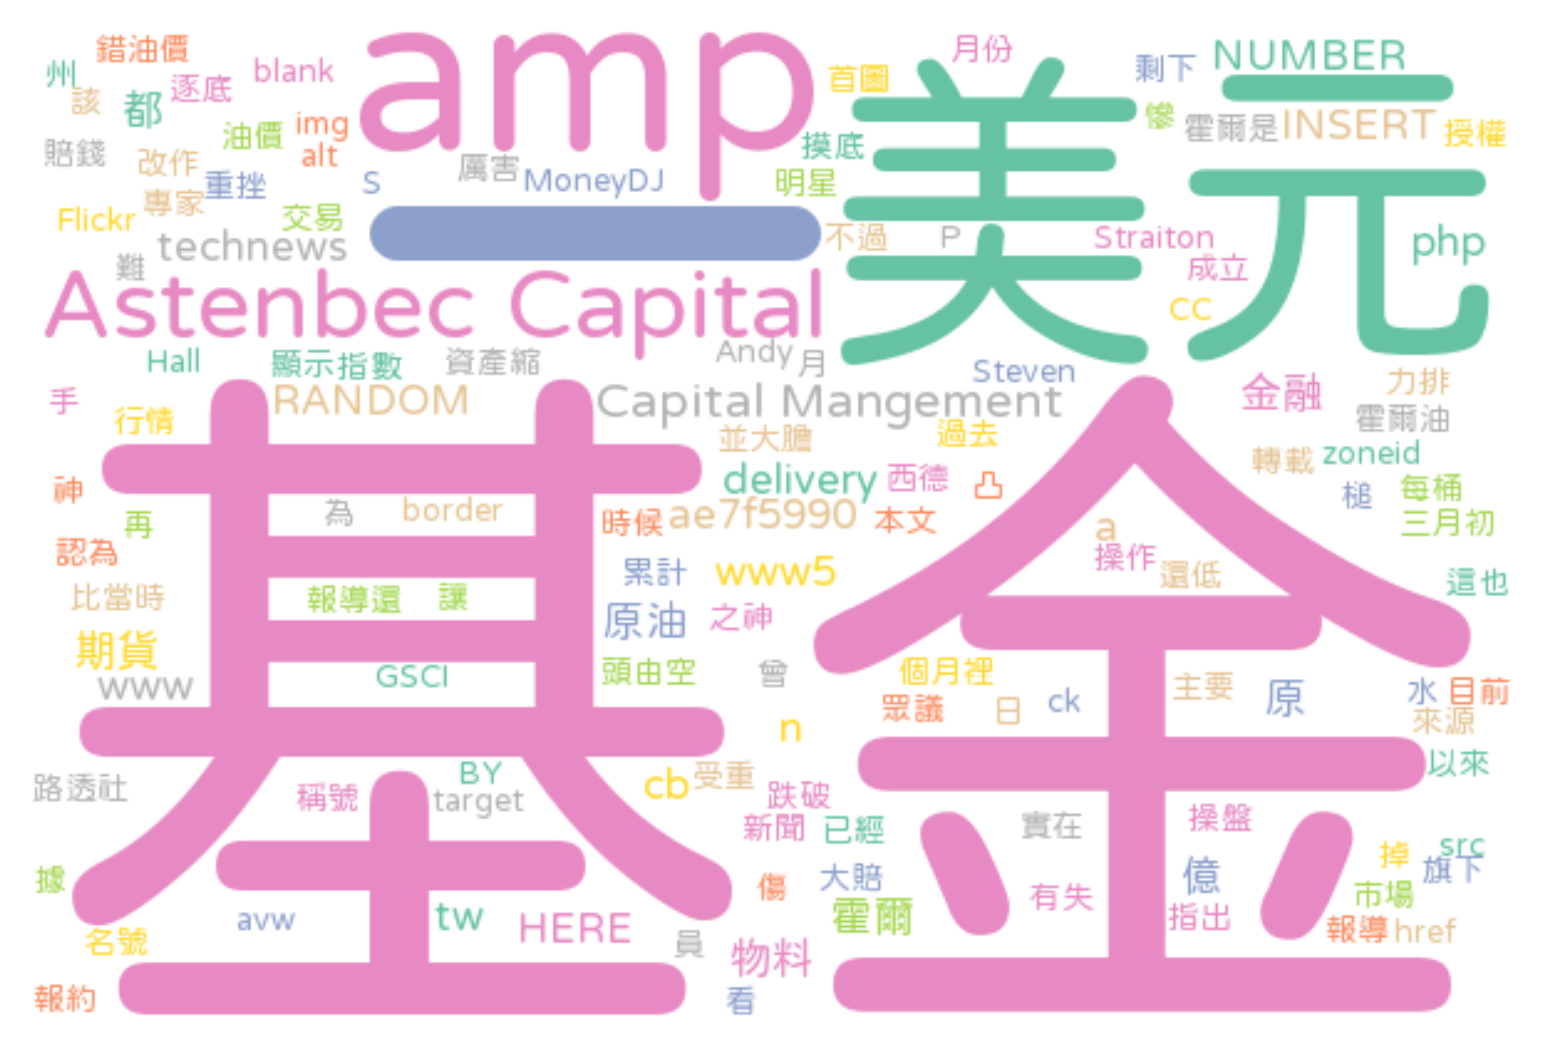 錯油價 amp 月份
州 逐底 blank 首圖 剩下 NUMBER
該 都 美元 慘
油價 img 摸底 霍爾是 INSERT 授權
賠錢 改作 alt 厲害
重挫 S MoneyDJ 明星
專家
Flickr 交易 一
technews 不過 P Straiton php
難 成立
Astenbec Capital cc
Hall 顯示指數 資產縮 Andy 月 Steven
手 RANDOM Capital Mangement 金融 力排
行情 並大膽 過去 霍爾油
基金
delivery 西德 凸 轉載 zoneid
神 為 border 時候 ae7f5990 本文 槌 每桶
再 a 三月初
認為 累計 www5 操作 還低
比當時 報導還 讓 這也
期貨 原油 之神
www GSCI 頭由空 曾 個月裡 主要 原 水 目前
眾議 日 ck 來源
n
路透社 稱號 BY cb 受重 以來
target 跌破
新聞 已經 實在 操盤
據 傷 大賠 億 掉 src
旗下
avw tw HERE 霍爾 有失 指出 市場
名號 員 物料 報導 href
報約 看